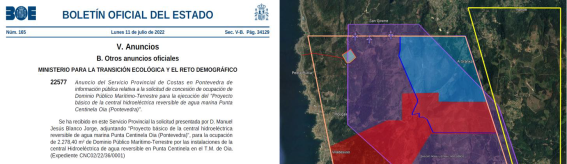 BOE
BOLETÍN OFICIAL DEL ESTADO
Núm. 165
Lunes 11 de julio de 2022
Sec. V-B. Pág. 34129
V. Anuncios
B. Otros anuncios oficiales
MINISTERIO PARA LA TRANSICIÓN ECOLÓGICA Y EL RETO DEMOGRÁFICO
22577
Anuncio del Servicio Provincial de Costas en Pontevedra de
información pública relativa a la solicitud de concesión de ocupación de
Dominio Público Marítimo-Terrestre para la ejecución del "Proyecto
básico de la central hidroeléctrica reversible de agua marina Punta
Centinela Oia (Pontevedra)".
Se ha recibido en este Servicio Provincial la solicitud presentada por D. Manuel
Jesús Blanco Jorge, adjuntando "Proyecto básico de la central hidroeléctrica
reversible de agua marina Punta Centinela Oia (Pontevedra)", para la ocupación
de 2.278,40 m² de Dominio Público Marítimo-Terrestre por las instalaciones de la
central Hidroeléctrica de agua reversible en Punta Centinela en el T.M. de Oia.
(Expediente CNC02/22/36/0001)